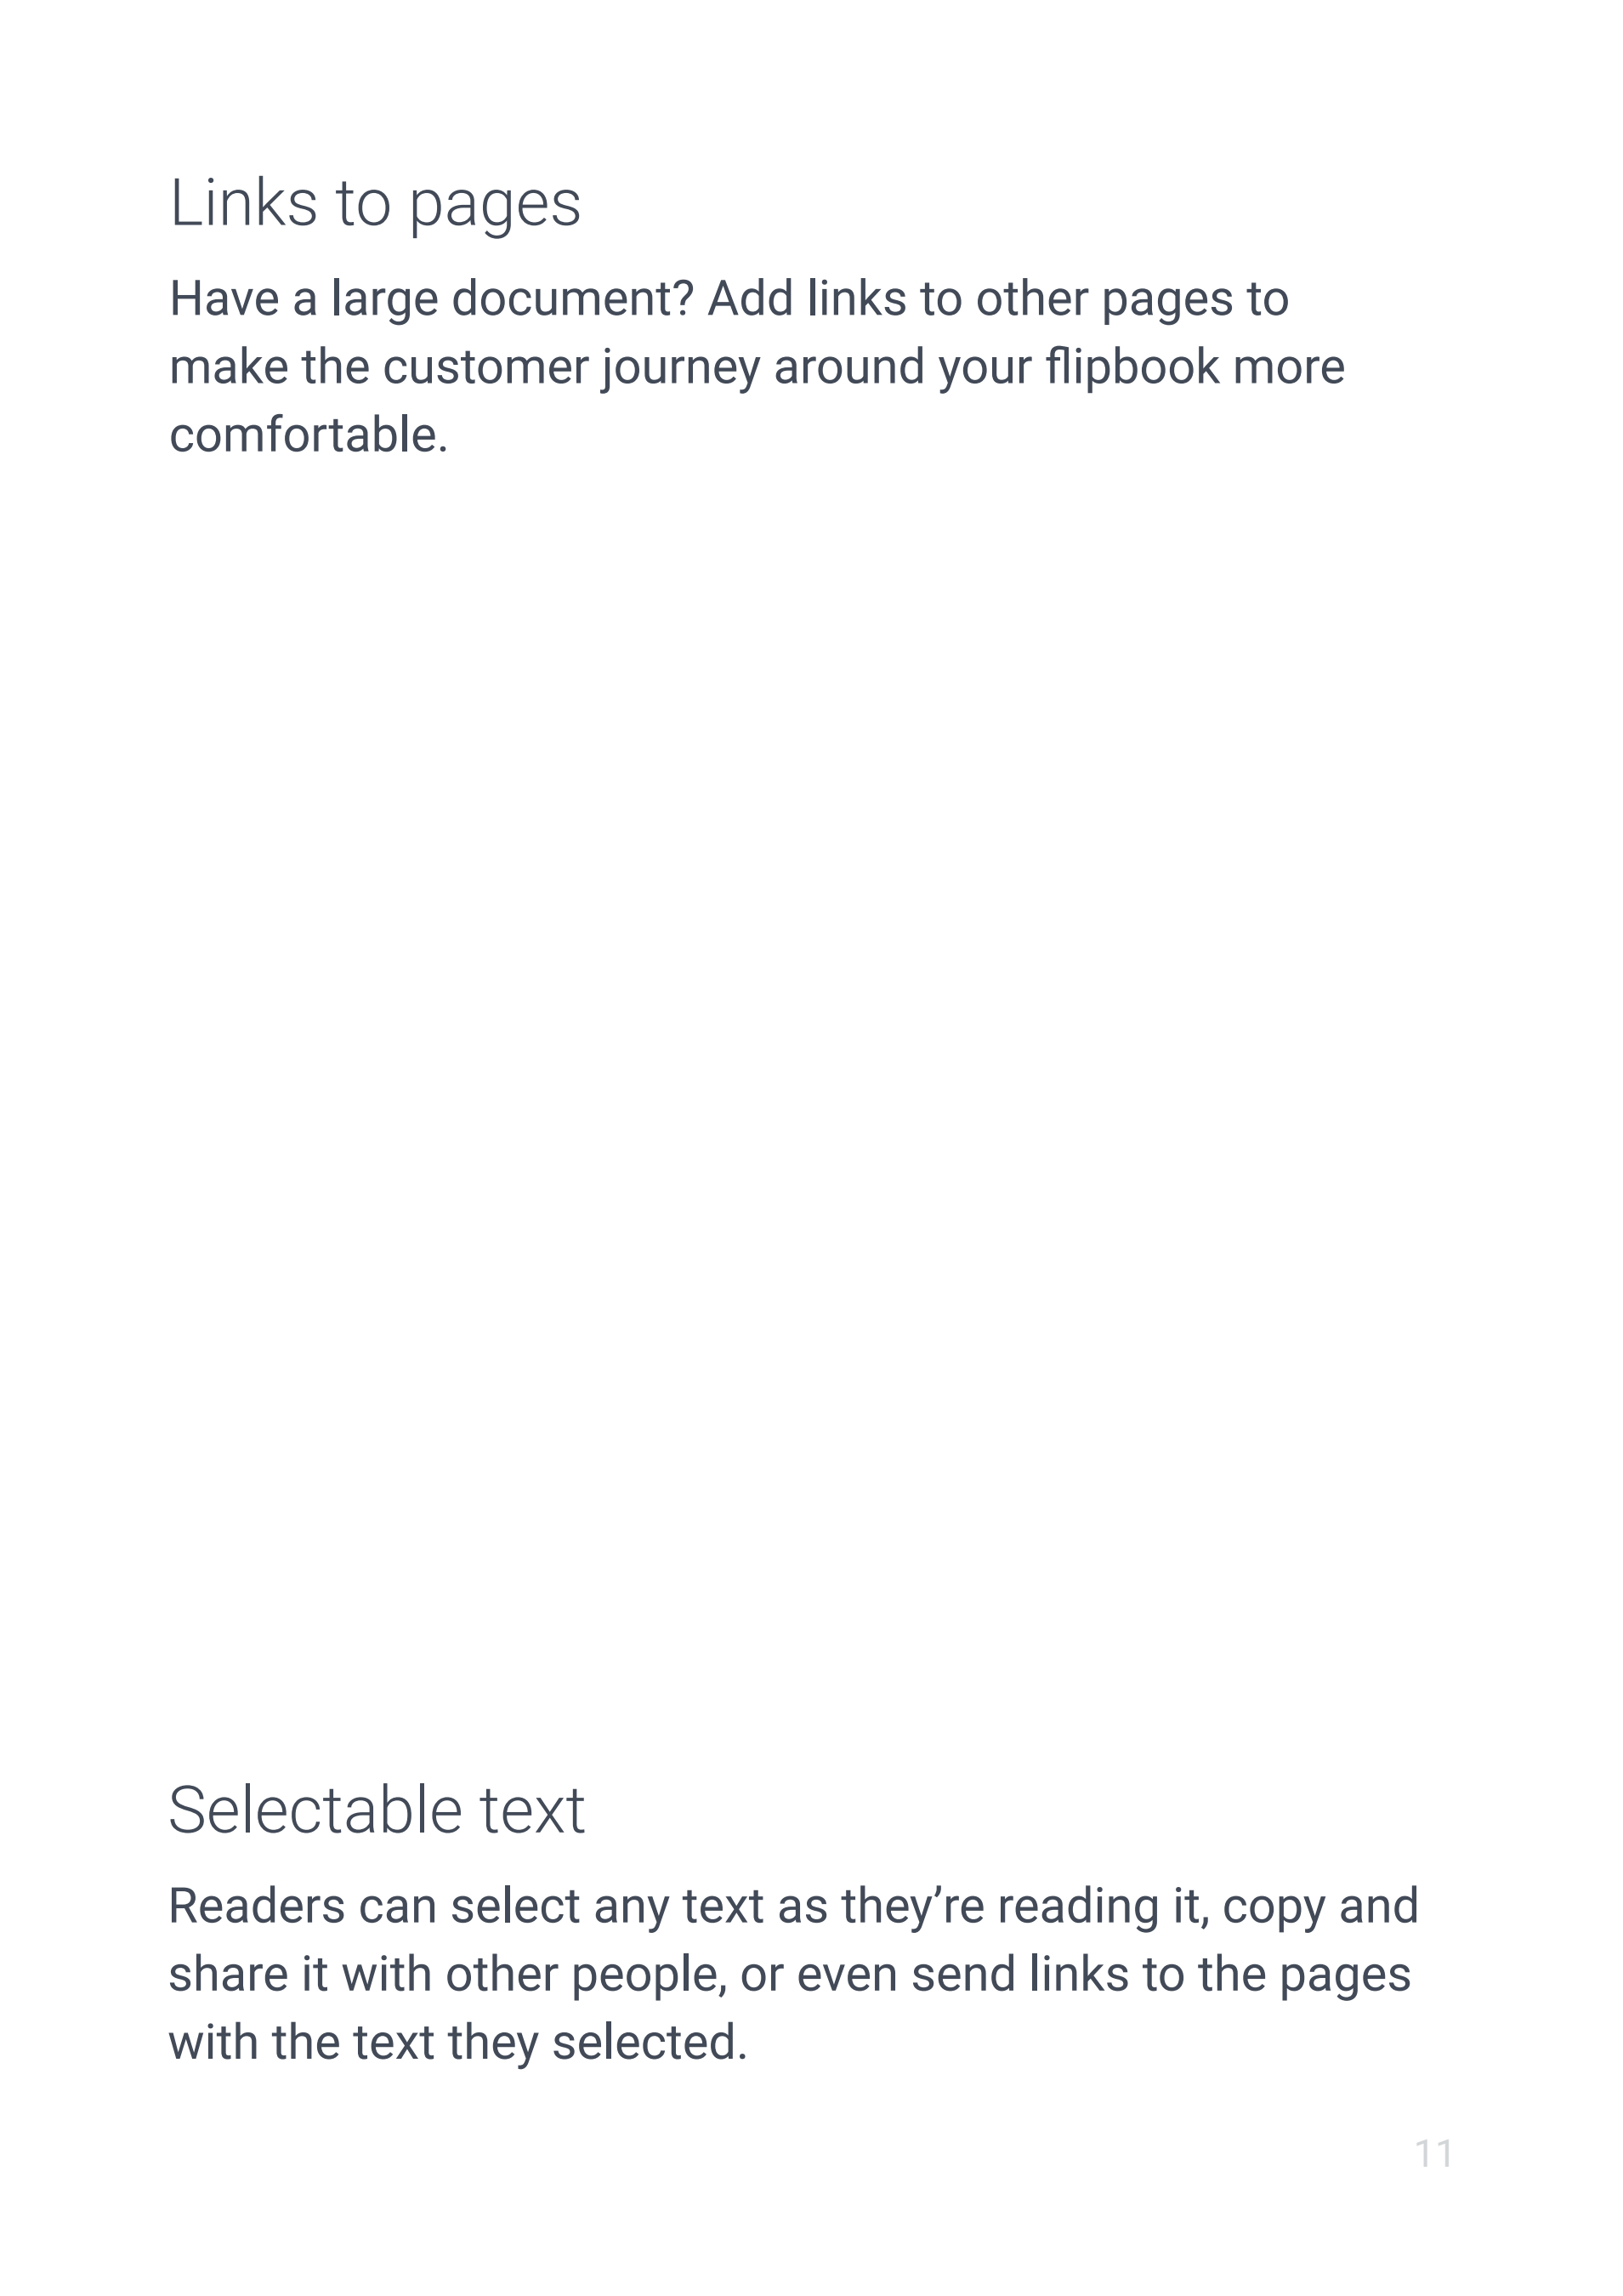 Links to pages
Have a large document? Add links to other pages to
make the customer journey around your flipbook more
comfortable.
Selectable text
Readers can select any text as they’re reading it, copy and
share it with other people, or even send links to the pages
with the text they selected.
11